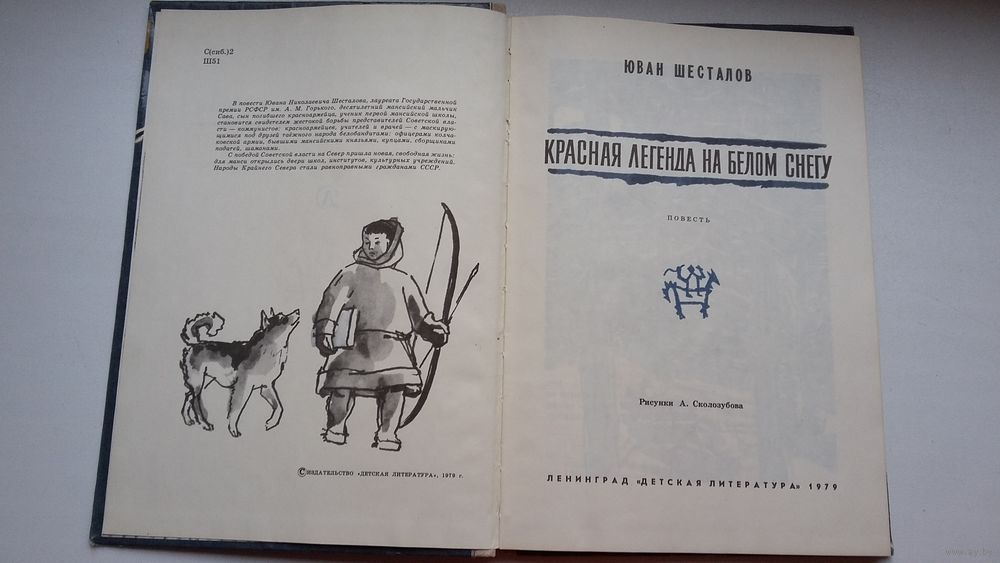 С(сиб.)2
Ш51
В повести Ювана Николаевича Шесталова, лауреата Государственной
премии РСФСР им. А. М. Горького, десятилетний мансийский мальчик
Сава, сын погибшего красноармейца, ученик первой мансийской школы,
становится свидетелем жестокой борьбы представителей Советской вла-
сти — коммунистов: красноармейцев, учителей и врачей — с маскирую-
щимися под друзей таёжного народа белобандитами: офицерами колча-
ковской армии, бывшими мансийскими князьями, купцами, сборщиками
податей, шаманами.
С победой Советской власти на Север пришла новая, свободная жизнь:
для манси открылись двери школ, институтов, культурных учреждений.
Народы Крайнего Севера стали равноправными гражданами СССР.
© ИЗДАТЕЛЬСТВО «ДЕТСКАЯ ЛИТЕРАТУРА», 1979 г.
ЮВАН ШЕСТАЛОВ
КРАСНАЯ ЛЕГЕНДА НА БЕЛОМ СНЕГУ
ПОВЕСТЬ
Рисунки А. Сколозубова
ЛЕНИНГРАД «ДЕТСКАЯ ЛИТЕРАТУРА» 1979
www.ay.by